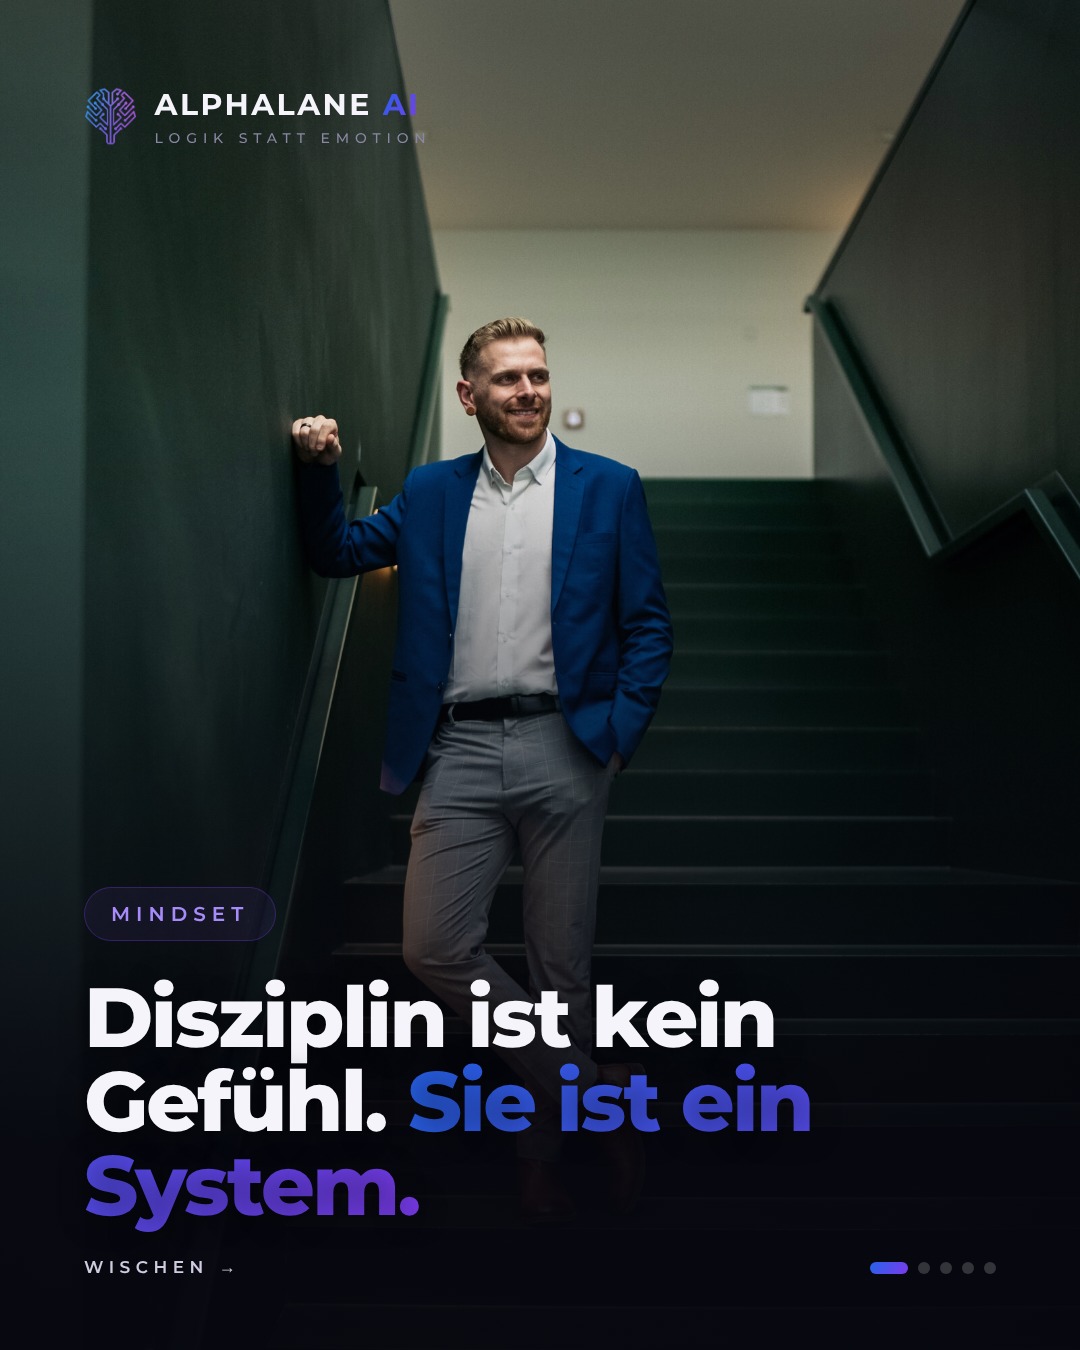 ALPHALANE AI
LOGIK STATT EMOTION
MINDSET
Disziplin ist kein
Gefühl. Sie ist ein
System.
WISCHEN →